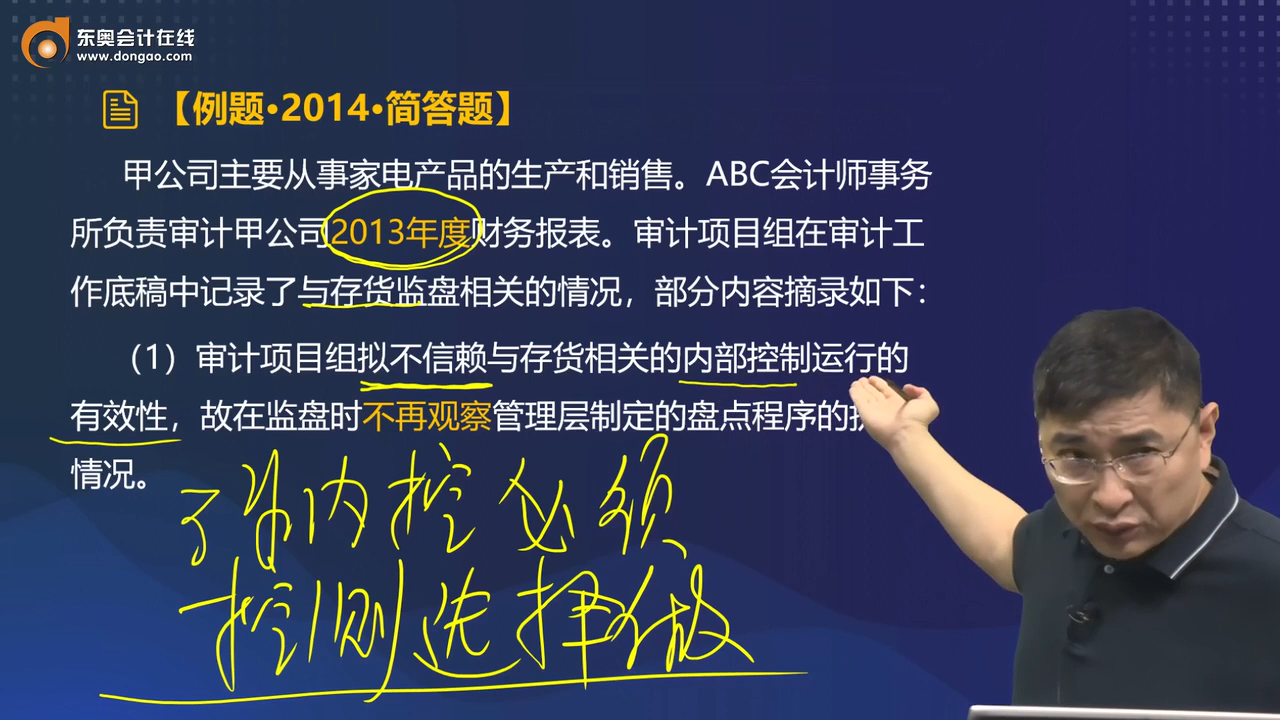 东奥会计在线
www.dongao.com
【例题•2014•简答题】
甲公司主要从事家电产品的生产和销售。ABC会计师事务
所负责审计甲公司2013年度财务报表。审计项目组在审计工
作底稿中记录了与存货监盘相关的情况，部分内容摘录如下：
（1）审计项目组拟不信赖与存货相关的内部控制运行的
有效性，故在监盘时不再观察管理层制定的盘点程序的
情况。
了解内控必须
控测选择做